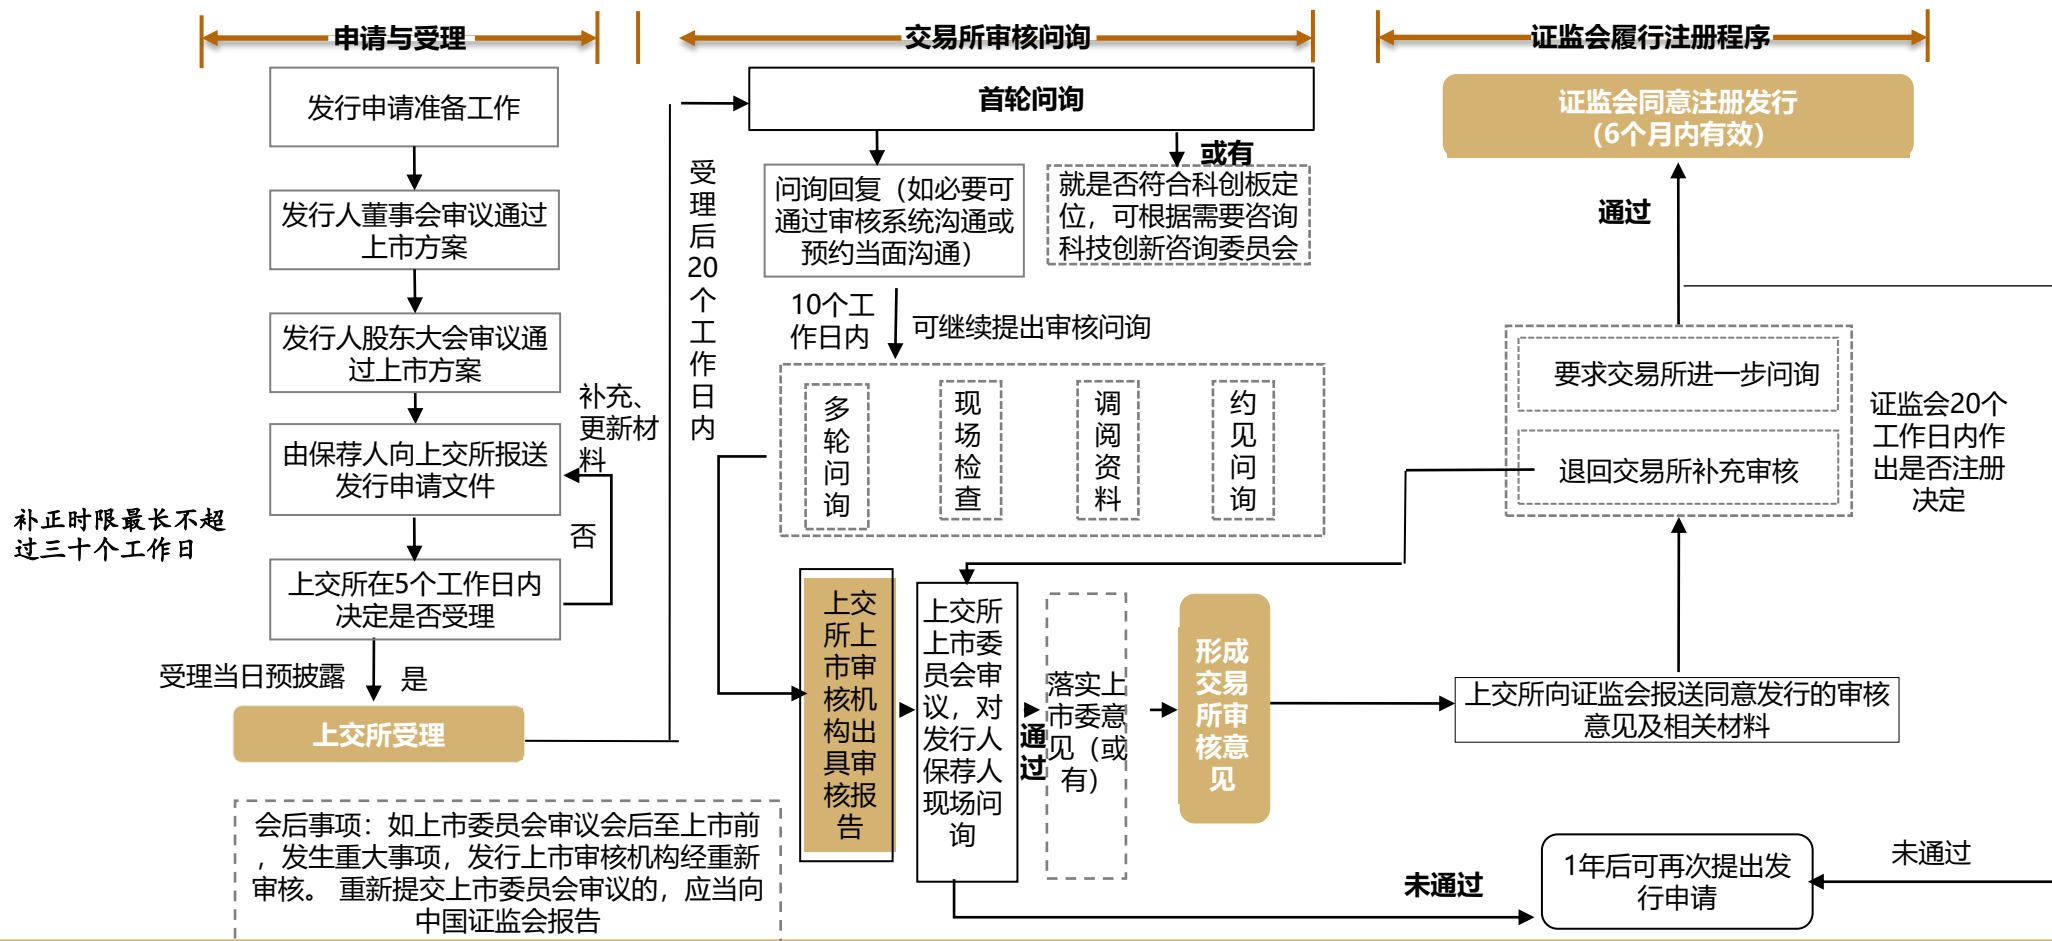 申请与受理
发行申请准备工作
发行人董事会审议通过
上市方案
发行人股东大会审议通
过上市方案
补充、
更新材
料
由保荐人向上交所报送
发行申请文件
补正时限最长不超
过三十个工作日
否
上交所在5个工作日内
决定是否受理
受理当日预披露
是
上交所受理
会后事项：如上市委员会审议会后至上市前
，发生重大事项，发行上市审核机构经重新
审核。 重新提交上市委员会审议的，应当向
中国证监会报告
交易所审核问询
首轮问询
受
理
后
20
个
工
作
日
内
问询回复（如必要可
通过审核系统沟通或
预约当面沟通）
或有
就是否符合科创板定
位，可根据需要咨询
科技创新咨询委员会
10个工
作日内
可继续提出审核问询
多
轮
问
询
现
场
检
查
调
阅
资
料
约
见
问
询
上交
所上
市审
核机
构出
具审
核报
告
上交所
上市委
员会审
议，对
发行人
保荐人
现场问
询
通
过
落实上
市委意
见（或
有）
形成
交易
所审
核意
见
证监会履行注册程序
证监会同意注册发行
（6个月内有效）
通过
要求交易所进一步问询
退回交易所补充审核
证监会20个
工作日内作
出是否注册
决定
上交所向证监会报送同意发行的审核
意见及相关材料
未通过
1年后可再次提出发
行申请
未通过